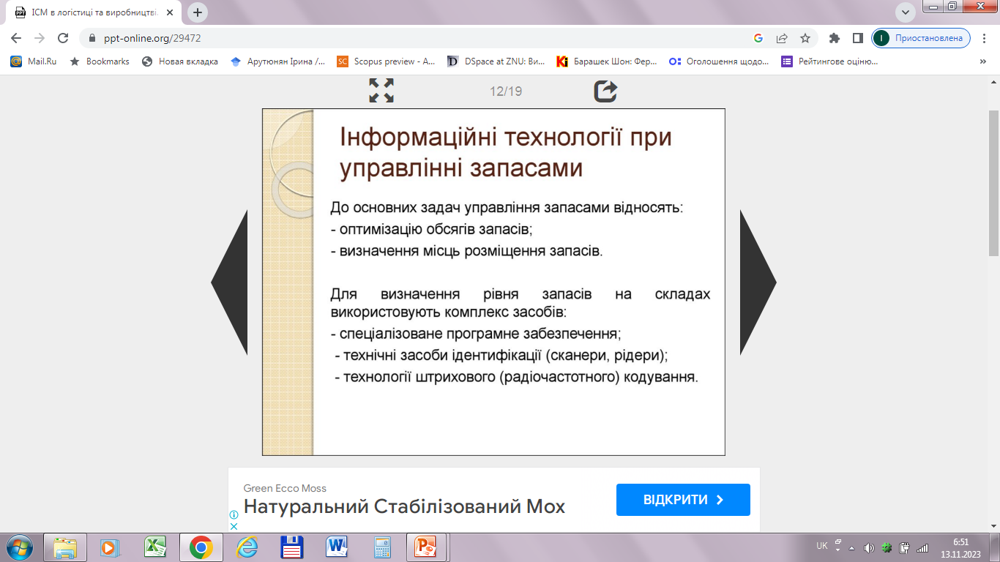 ІСМ в логістиці та виробництві.
ppt-online.org/29472
І
Призостановлена
Mail.Ru
Bookmarks
Новая вкладка
Арутюнян Ірина /...
SC
Scopus preview - A...
D
DSpace at ZNU: Ви...
Ki
Барашек Шон: Фер...
Оголошення щодо...
Рейтингове оціню...
»
12/19
Інформаційні технології при
управлінні запасами
До основних задач управління запасами відносять:
- оптимізацію обсягів запасів;
- визначення місць розміщення запасів.
Для визначення рівня запасів на складах
використовують комплекс засобів:
- спеціалізоване програмне забезпечення;
- технічні засоби ідентифікації (сканери, рідери);
- технології штрихового (радіочастотного) кодування.
Green Ecco Moss
Натуральний Стабілізований Мох
ВІДКРИТИ
UK
6:51
13.11.2023